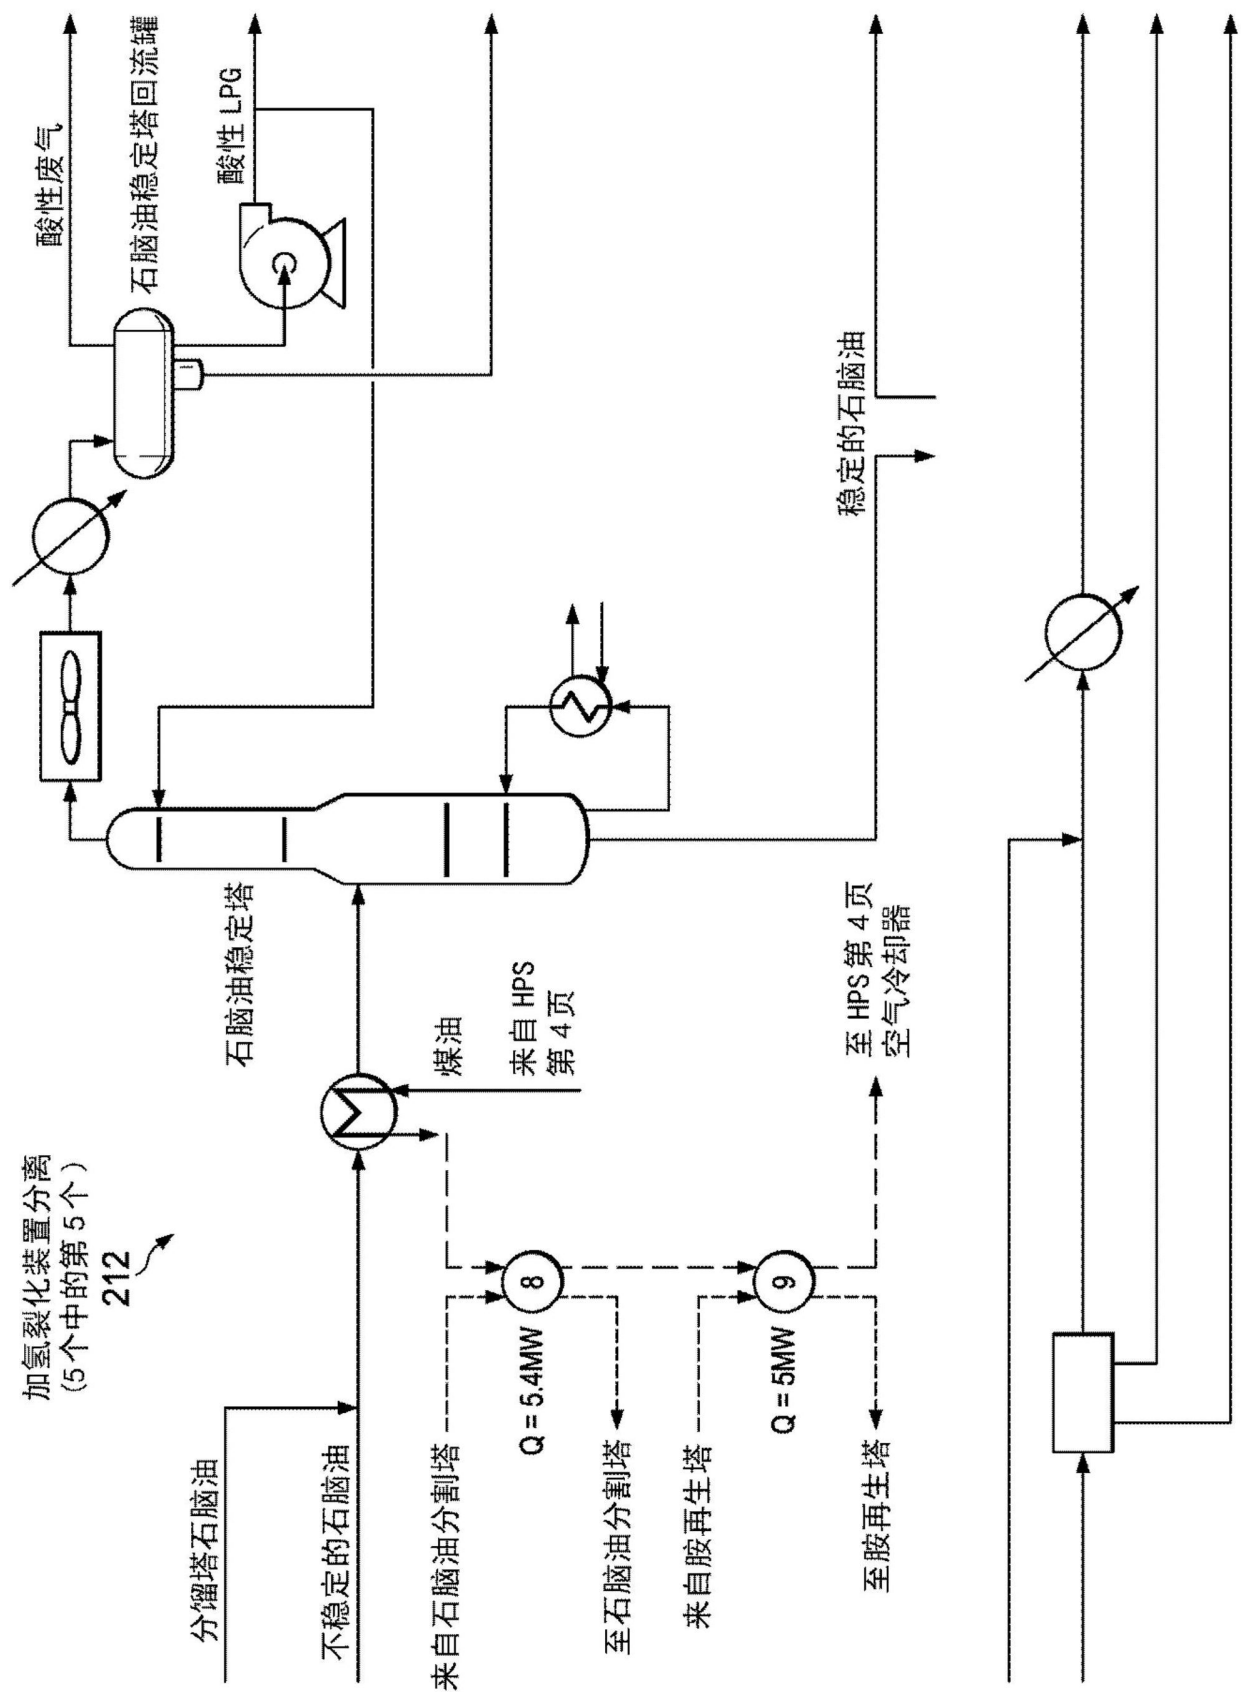 加氢裂化装置分离
(5个中的第5个)
212
分馏塔石脑油
不稳定的石脑油
来自石脑油分割塔
8
Q = 5.4MW
至石脑油分割塔
来自胺再生塔
9
Q = 5MW
至胺再生塔
煤油
来自 HPS
第 4 页
至 HPS 第 4 页
空气冷却器
石脑油稳定塔
酸性废气
石脑油稳定塔回流罐
酸性 LPG
稳定的石脑油